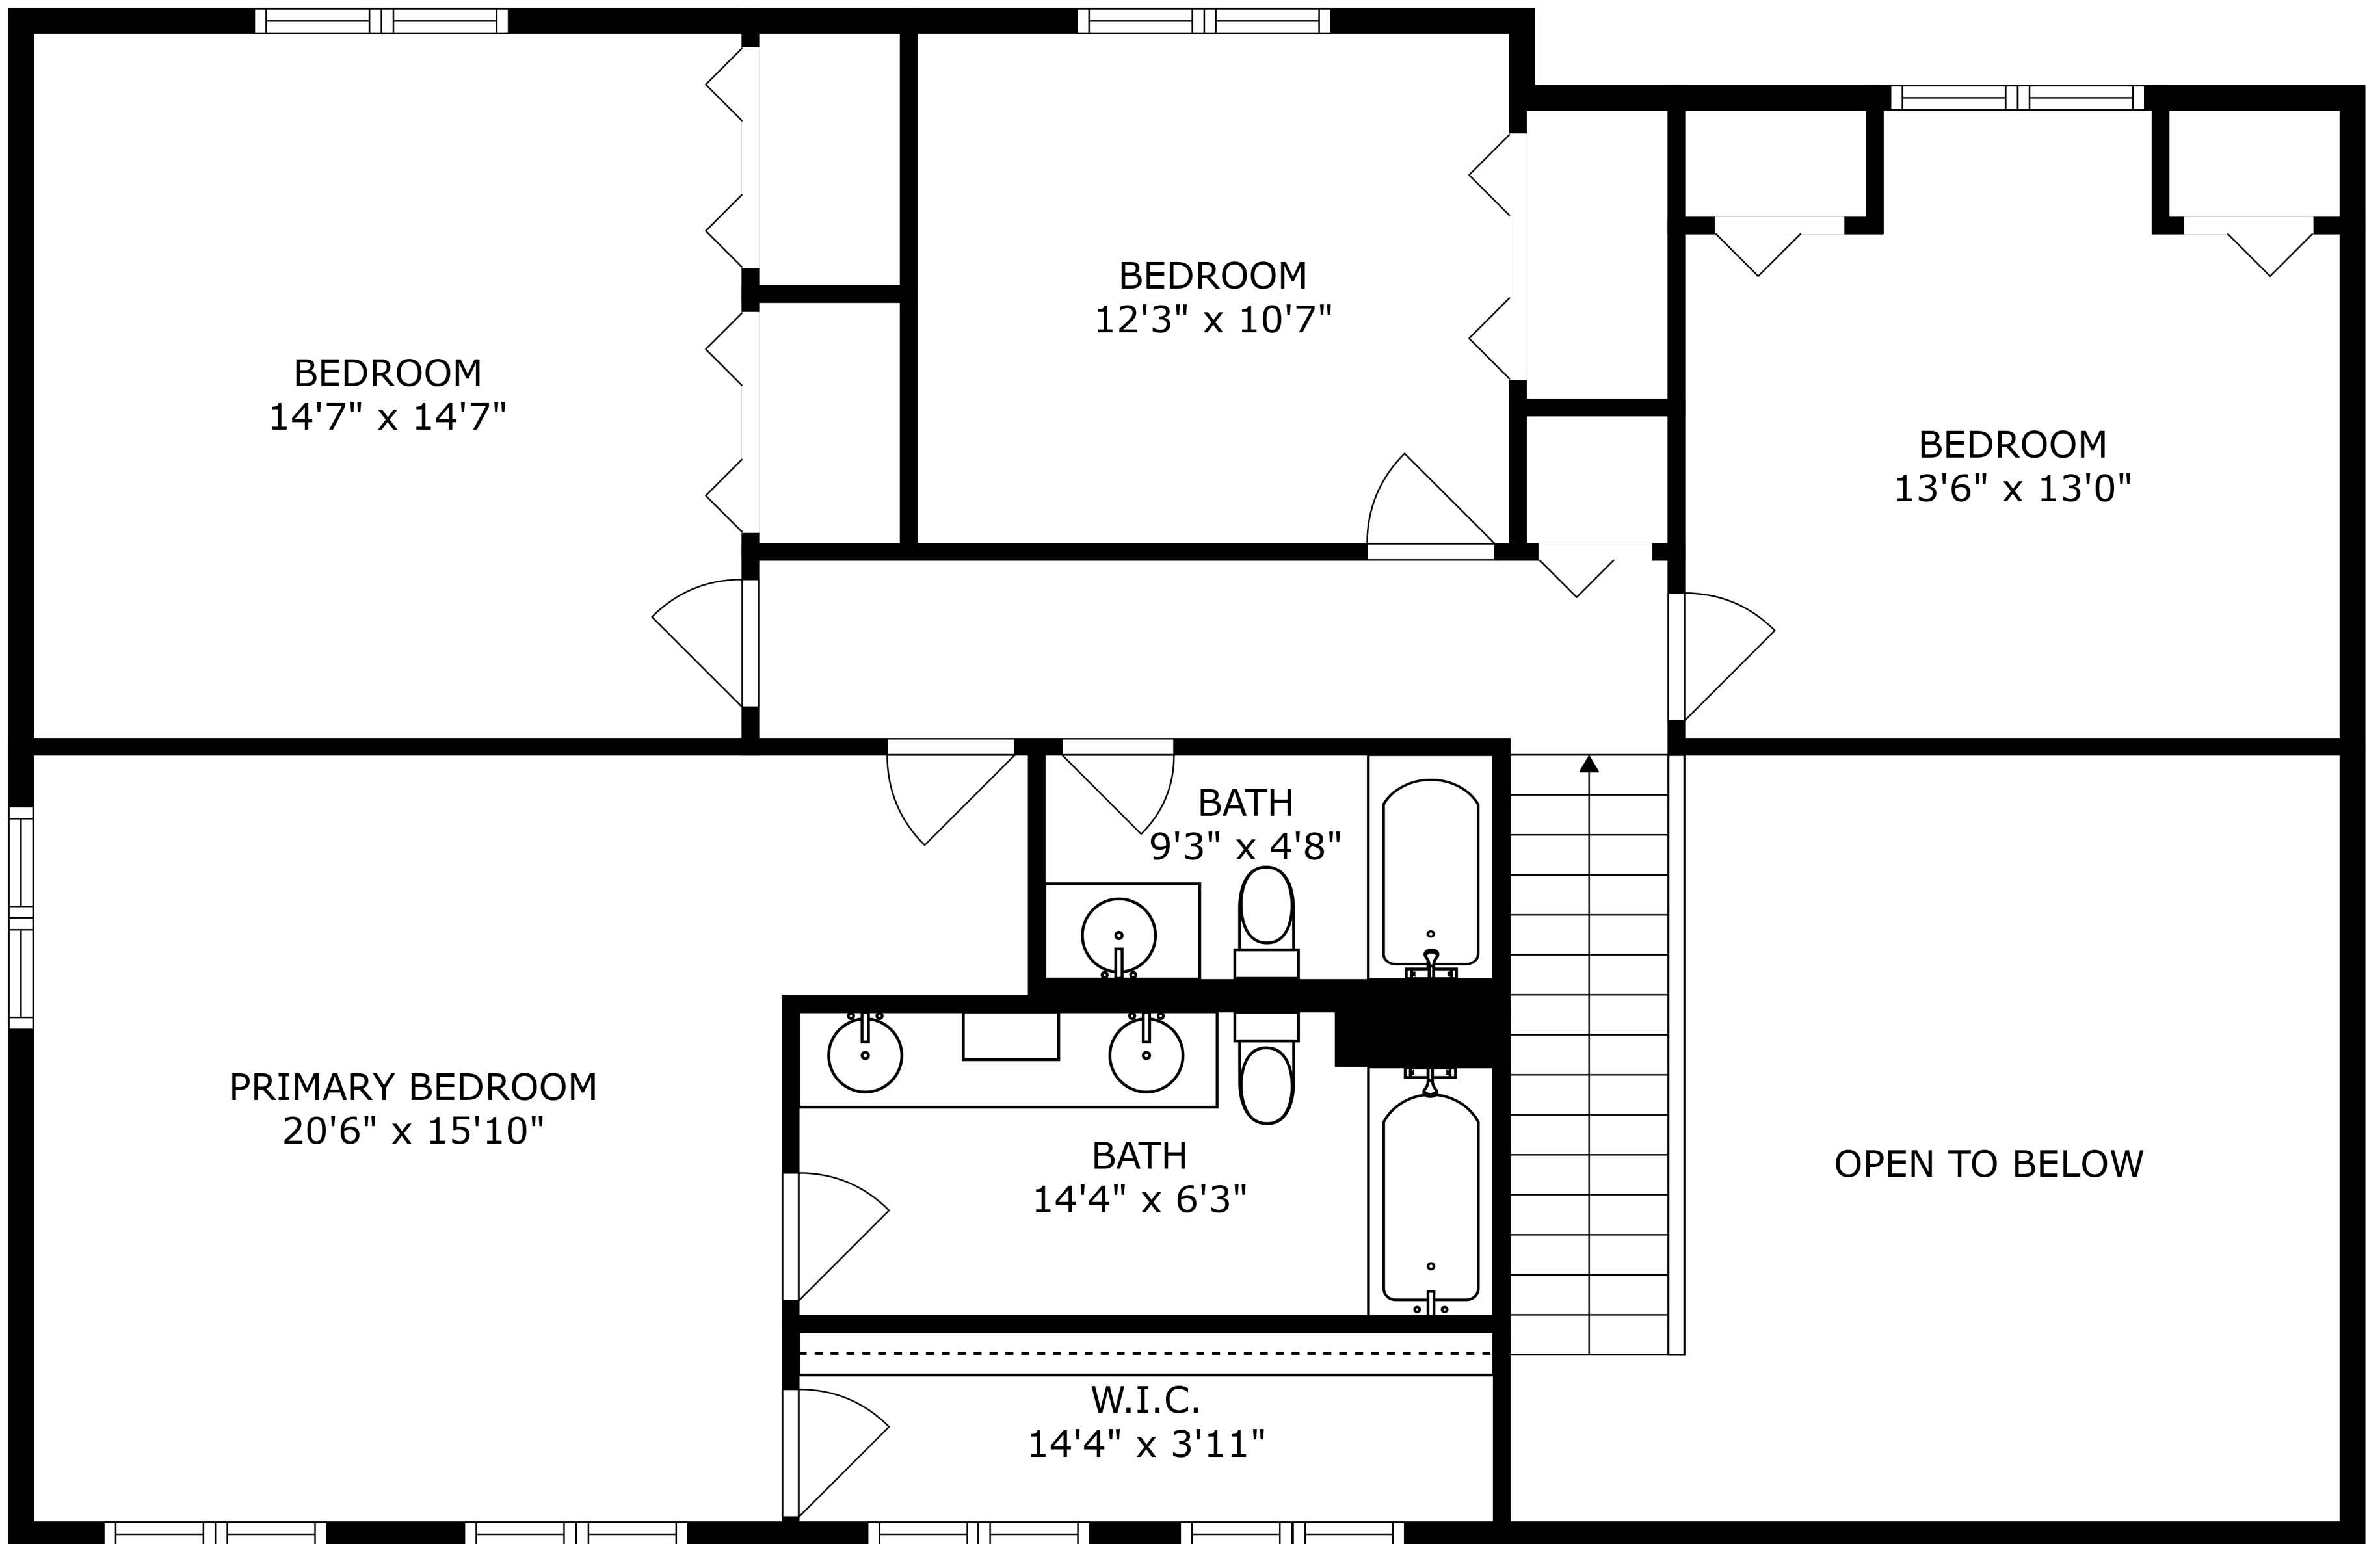 BEDROOM
14'7" x 14'7"
BEDROOM
12'3" x 10'7"
BEDROOM
13'6" x 13'0"
BATH
9'3" x 4'8"
PRIMARY BEDROOM
20'6" x 15'10"
BATH
14'4" x 6'3"
OPEN TO BELOW
W.I.C.
14'4" x 3'11"